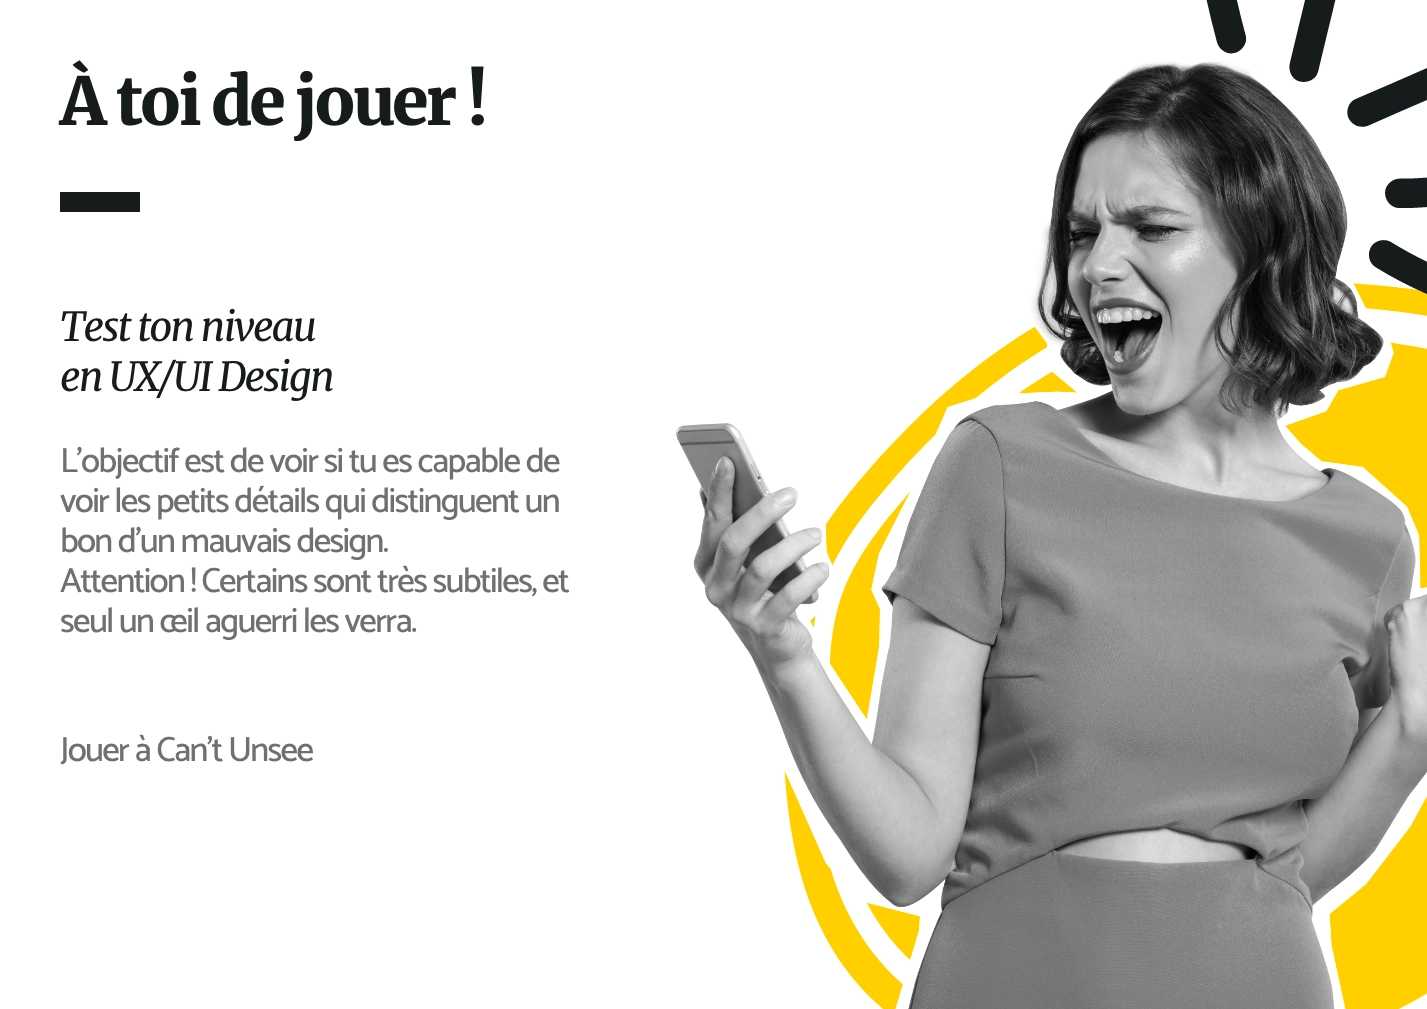 À toi de jouer !
Test ton niveau
en UX/UI Design
L’objectif est de voir si tu es capable de
voir les petits détails qui distinguent un
bon d’un mauvais design.
Attention ! Certains sont très subtiles, et
seul un œil aguerri les verra.
Jouer à Can’t Unsee